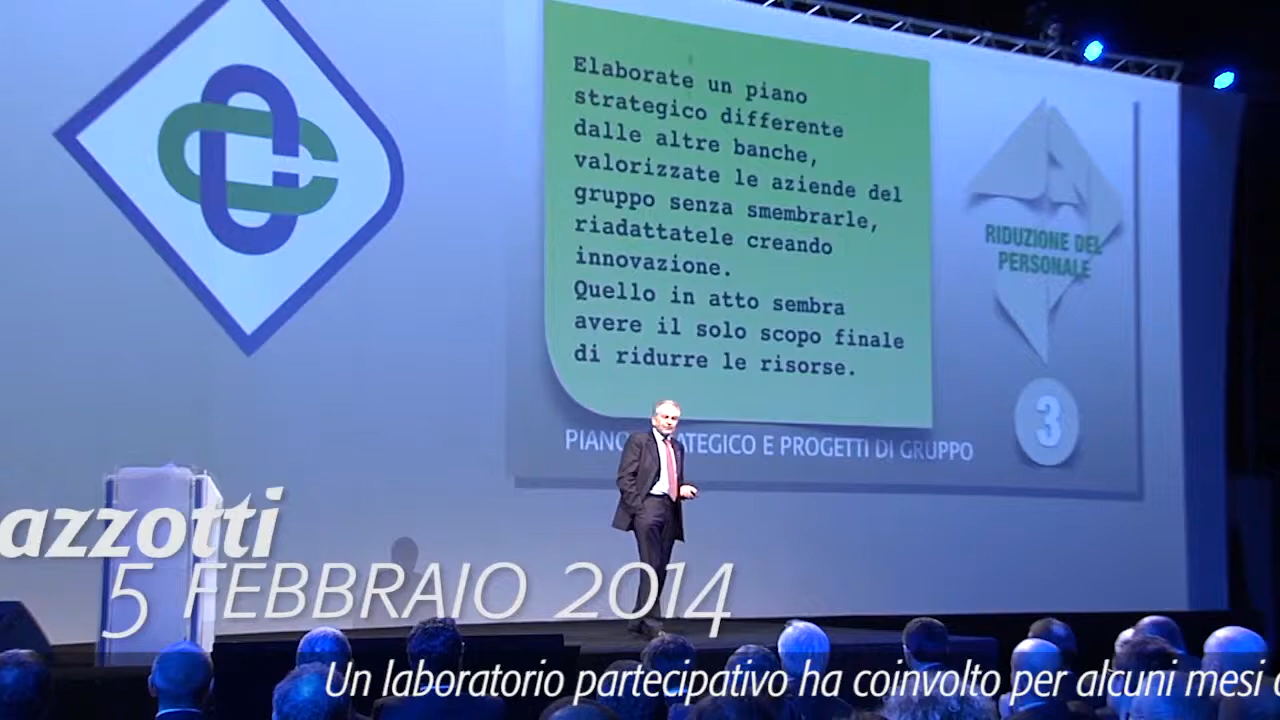 Elaborate un piano
strategico differente
dalle altre banche,
valorizzate le aziende del
gruppo senza smembrarle,
riadattatele creando
innovazione.
Quello in atto sembra
avere il solo scopo finale
di ridurre le risorse.
RIDUZIONE DEL
PERSONALE
3
PIANO STRATEGICO E PROGETTI DI GRUPPO
azzotti
5 FEBBRAIO 2014
Un laboratorio partecipativo ha coinvolto per alcuni mesi